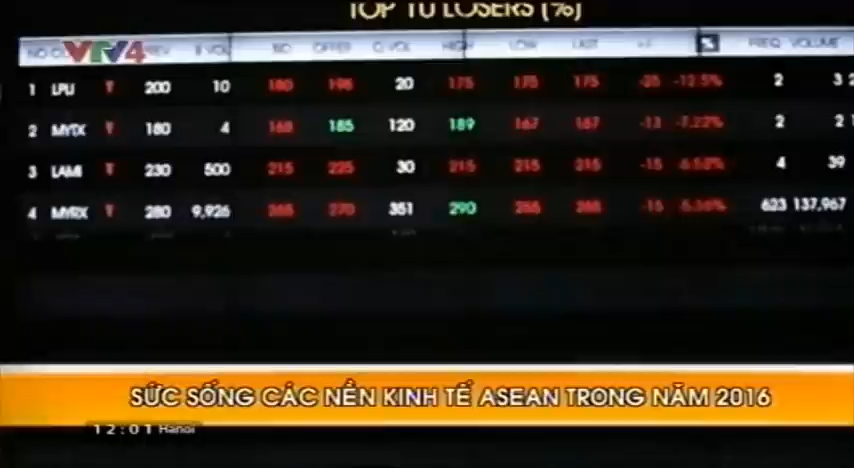 TOP 10 LOSERS (%)
VTV4 PREV B VOL BID OFFER O VOL HIGH LOW LAST +/- % FREQ VOLUME
1 LPLI T 200 10 180 198 20 175 175 175 -25 -12.5% 2 3
2 MYTX T 180 4 168 185 120 189 167 167 -13 -7.22% 2 2
3 LAMI T 230 500 215 225 30 215 215 215 -15 -6.52% 4 39
4 MYRX T 280 9,926 265 270 351 290 265 265 -15 -5.36% 623 137,967
SỨC SỐNG CÁC NỀN KINH TẾ ASEAN TRONG NĂM 2016
12:01 Hanoi